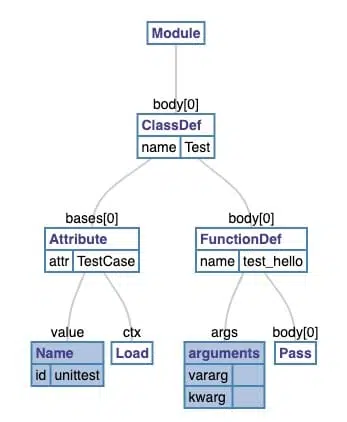 Module
body[0]
ClassDef
name Test
bases[0] body[0]
Attribute FunctionDef
attr TestCase name test_hello
value ctx args body[0]
Name Load arguments Pass
id unittest vararg
kwarg